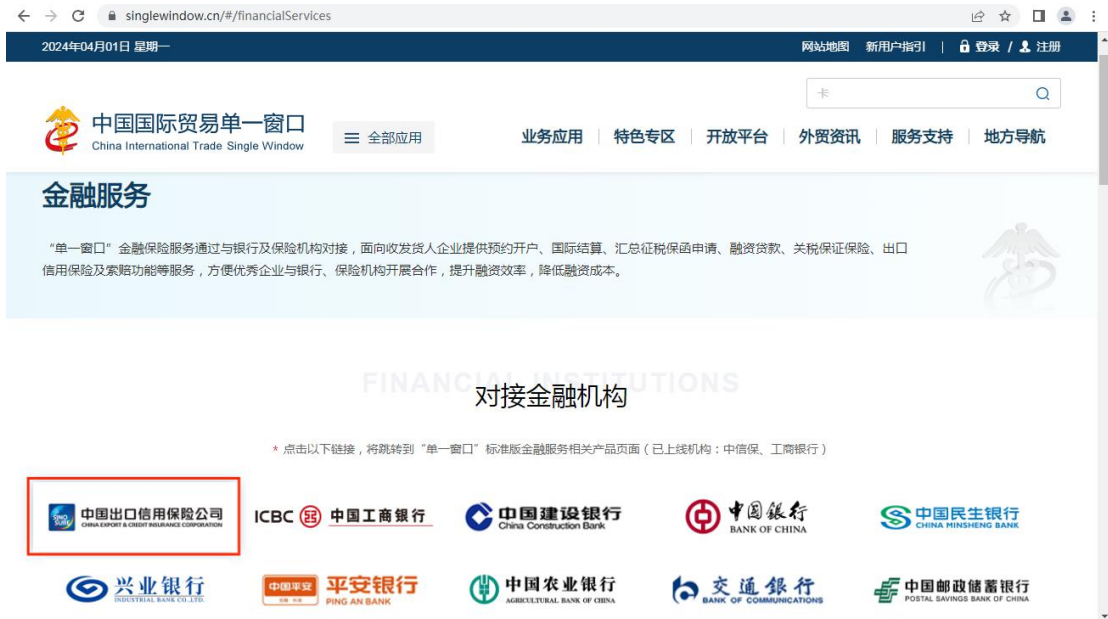 singlewindow.cn/#/financialServices
2024年04月01日 星期一
网站地图 新用户指引 | 登录 / 注册
卡
中国国际贸易单一窗口
China International Trade Single Window
全部应用
业务应用 特色专区 开放平台 外贸资讯 服务支持 地方导航
金融服务
“单一窗口”金融保险服务通过与银行及保险机构对接，面向收发货人企业提供预约开户、国际结算、汇总征税保函申请、融资贷款、关税保证保险、出口
信用保险及索赔功能等服务，方便优秀企业与银行、保险机构开展合作，提升融资效率，降低融资成本。
FINANCIAL INSTITUTIONS
对接金融机构
* 点击以下链接，将跳转到“单一窗口”标准版金融服务相关产品页面（已上线机构：中信保、工商银行）
SINOSURE 中国出口信用保险公司
CHINA EXPORT & CREDIT INSURANCE CORPORATION
ICBC 中国工商银行
中国建设银行
China Construction Bank
中国银行
BANK OF CHINA
中国民生银行
CHINA MINSHENG BANK
兴业银行
INDUSTRIAL BANK CO.,LTD.
中国平安 平安银行
PING AN BANK
中国农业银行
AGRICULTURAL BANK OF CHINA
交通银行
BANK OF COMMUNICATIONS
中国邮政储蓄银行
POSTAL SAVINGS BANK OF CHINA